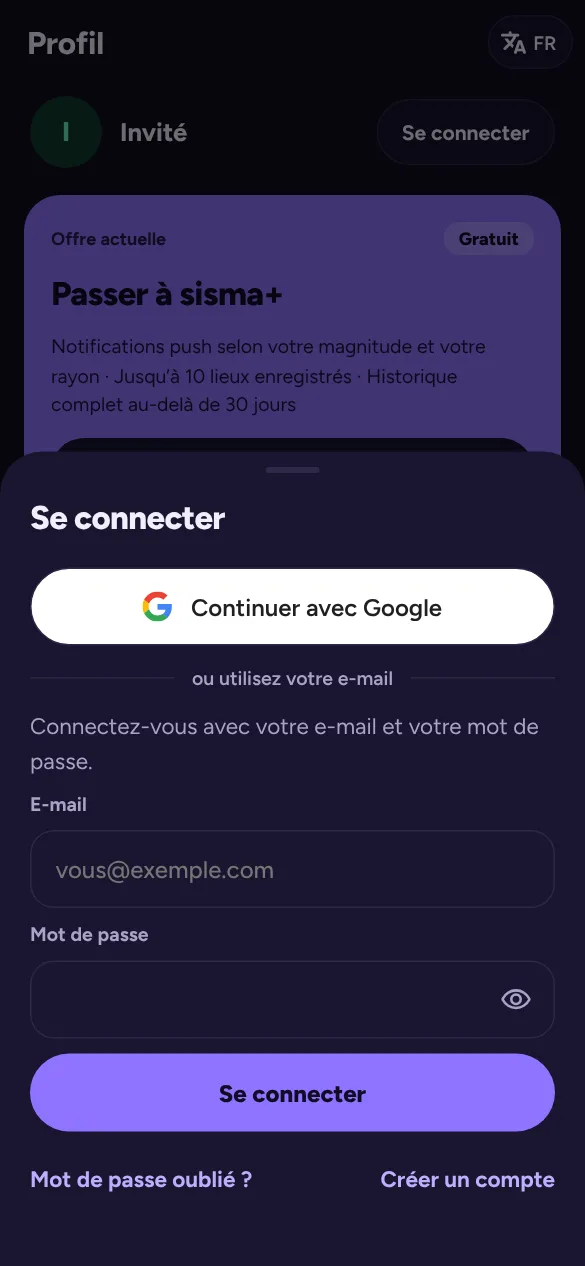 Profil
FR
I
Invité
Se connecter
Offre actuelle
Gratuit
Passer à sisma+
Notifications push selon votre magnitude et votre
rayon · Jusqu’à 10 lieux enregistrés · Historique
complet au-delà de 30 jours
Se connecter
Continuer avec Google
ou utilisez votre e-mail
Connectez-vous avec votre e-mail et votre mot de
passe.
E-mail
vous@exemple.com
Mot de passe
Se connecter
Mot de passe oublié ?
Créer un compte